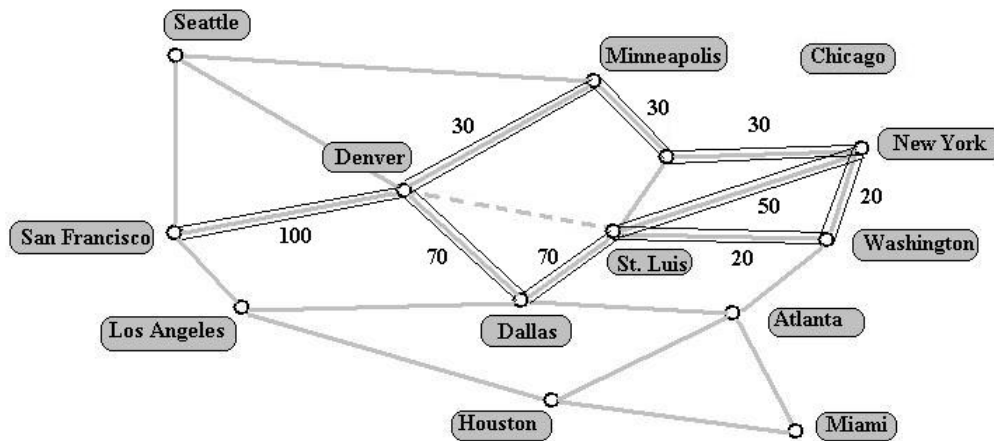 Seattle
Minneapolis
Chicago
30
30
30
New York
Denver
50
20
San Francisco
100
70
70
St. Luis
20
Washington
Los Angeles
Dallas
Atlanta
Houston
Miami